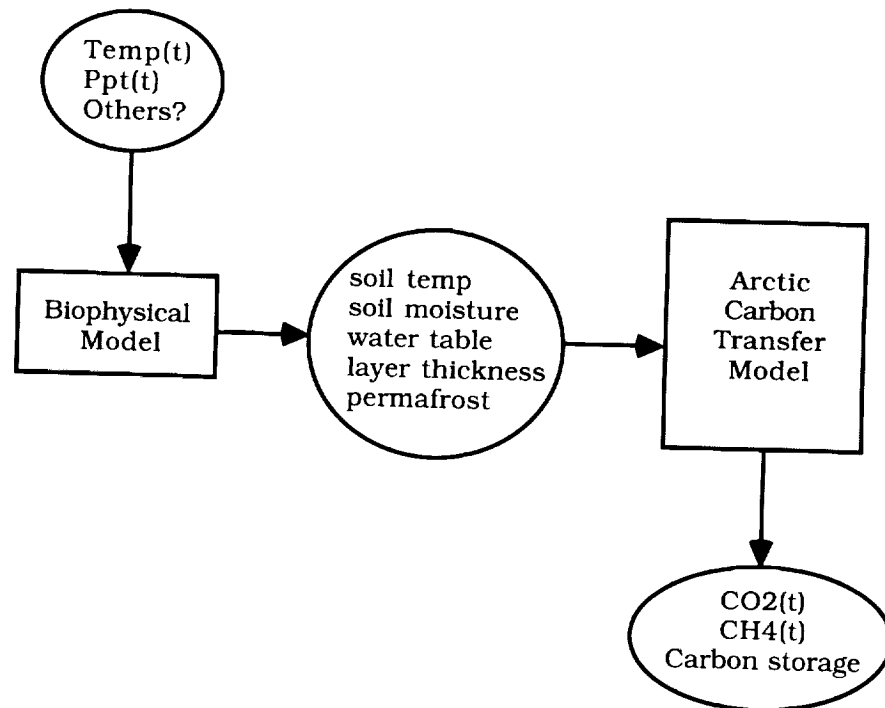 Temp(t)
Ppt(t)
Others?
Biophysical
Model
soil temp
soil moisture
water table
layer thickness
permafrost
Arctic
Carbon
Transfer
Model
CO2(t)
CH4(t)
Carbon storage